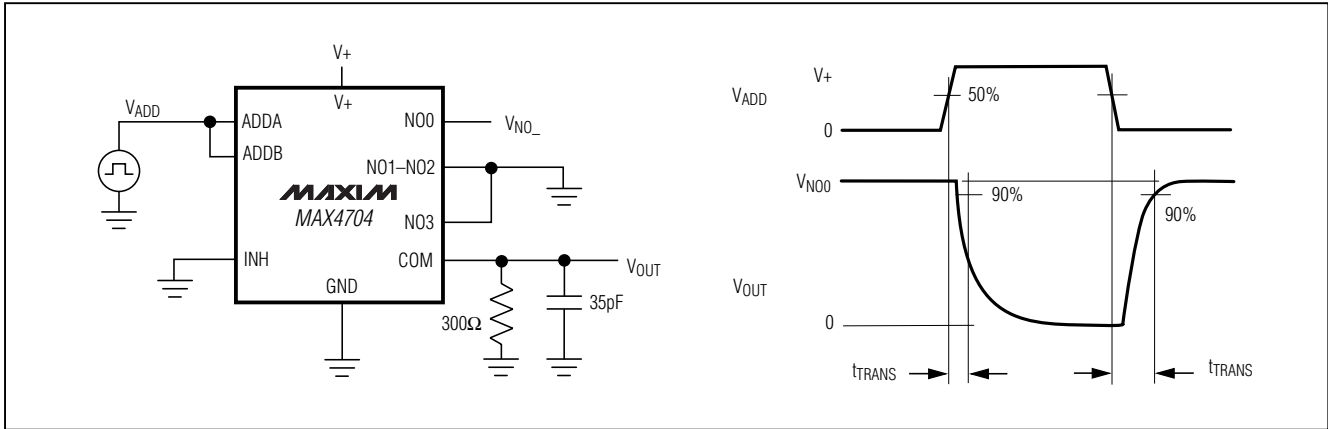 V+
V+
VADD
ADDA
ADDB
NO0
VNO_
NO1–NO2
MAXIM
MAX4704
NO3
INH
COM
VOUT
GND
300Ω
35pF
V+
VADD
50%
0
VNO0
90%
90%
VOUT
0
tTRANS
tTRANS